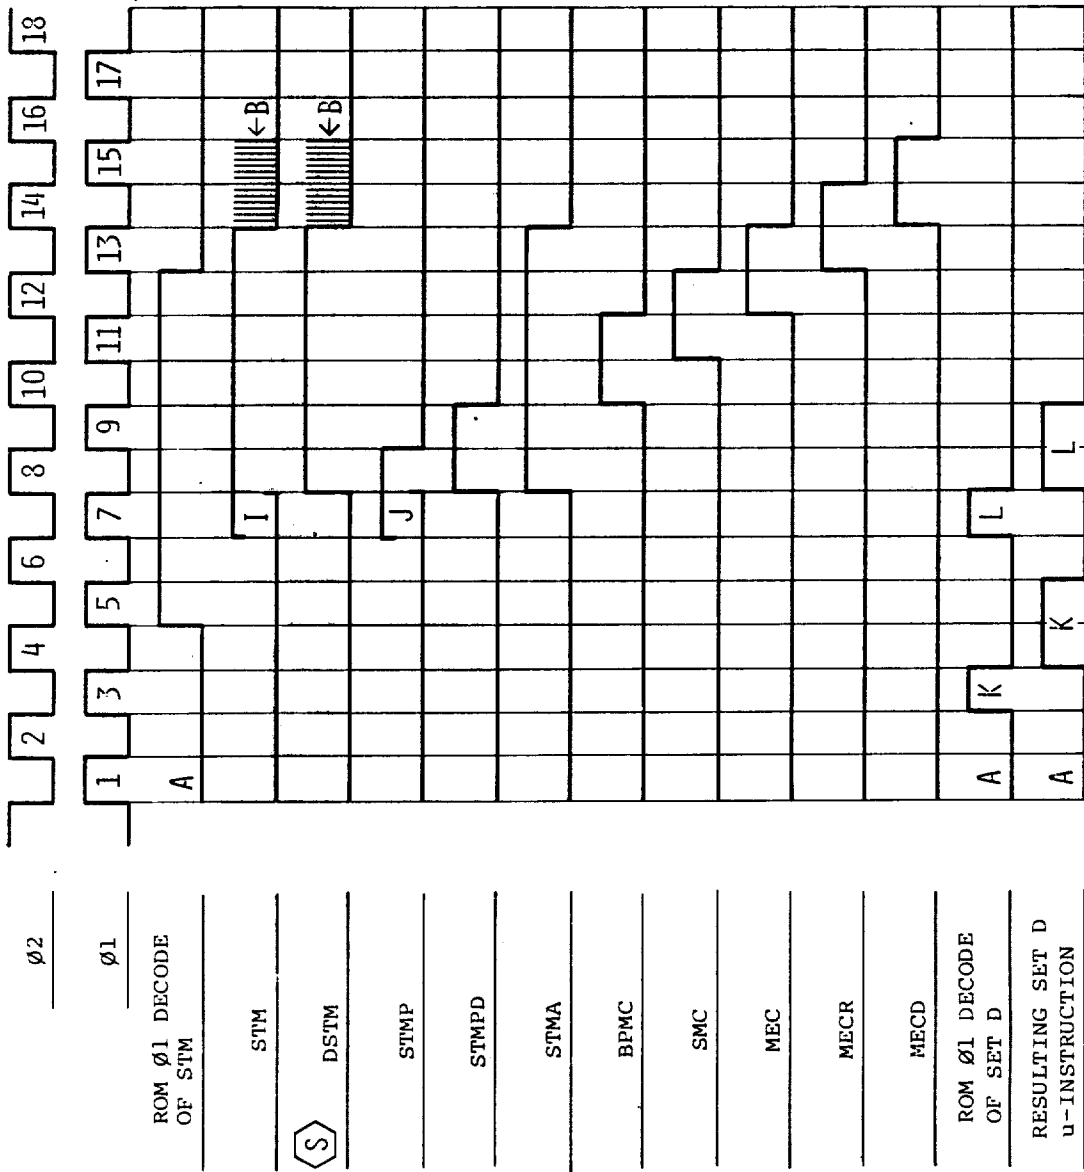 ø2
2 4 6 8 10 12 14 16 18
ø1
1 3 5 7 9 11 13 15 17
ROM Ø1 DECODE
OF STM
A
STM
I
←B
S
DSTM
←B
STMP
J
STMPD
STMA
BPMC
SMC
MEC
MECR
MECD
ROM Ø1 DECODE
OF SET D
A K L
RESULTING SET D
u-INSTRUCTION
A K L